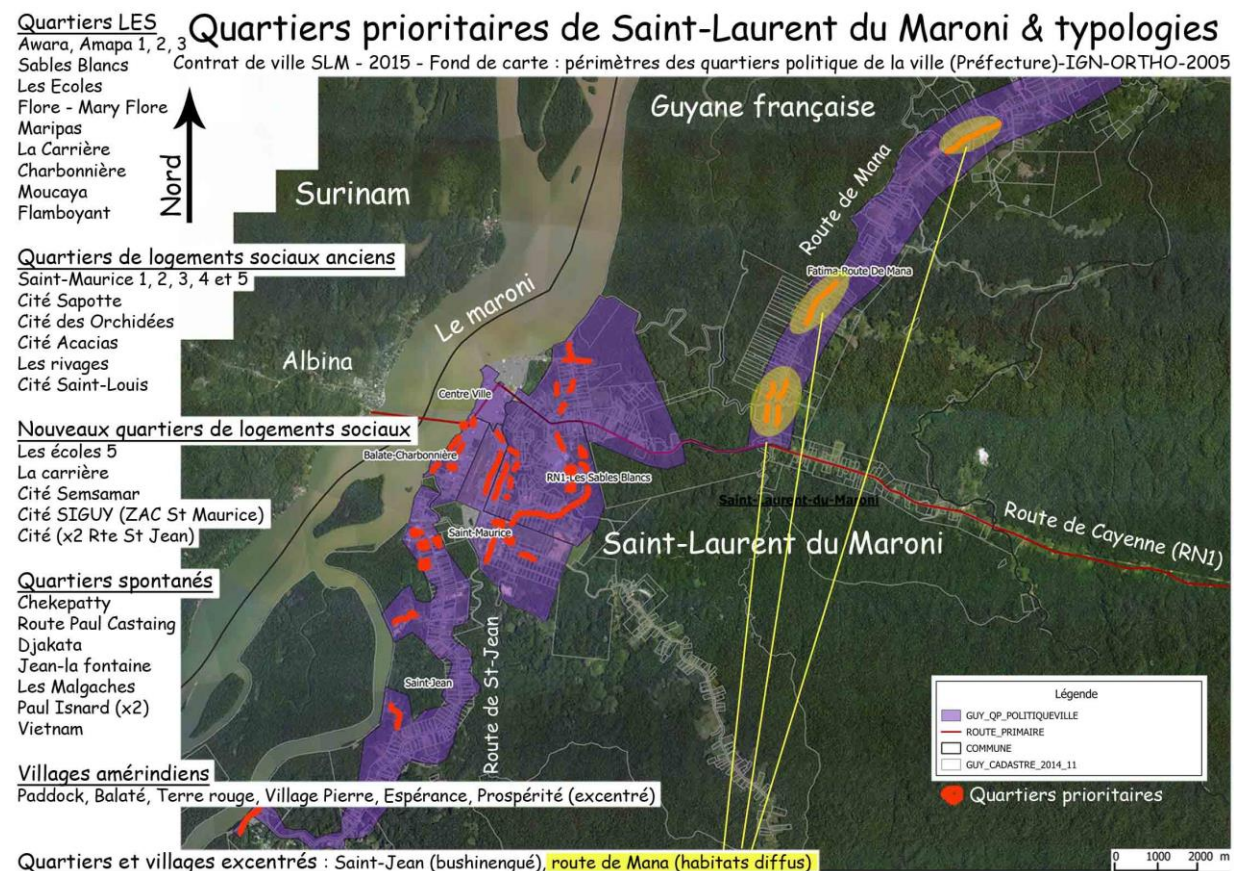 Quartiers prioritaires de Saint-Laurent du Maroni & typologies
Contrat de ville SLM - 2015 - Fond de carte : périmètres des quartiers politique de la ville (Préfecture)-IGN-ORTHO-2005
Quartiers LES
Awara, Amapa 1, 2, 3
Sables Blancs
Les Ecoles
Flore - Mary Flore
Maripas
La Carrière
Charbonnière
Moucaya
Flamboyant
Quartiers de logements sociaux anciens
Saint-Maurice 1, 2, 3, 4 et 5
Cité Sapotte
Cité des Orchidées
Cité Acacias
Les rivages
Cité Saint-Louis
Nouveaux quartiers de logements sociaux
Les écoles 5
La carrière
Cité Semsamar
Cité SIGUY (ZAC St Maurice)
Cité (x2 Rte St Jean)
Quartiers spontanés
Chekepatty
Route Paul Castaing
Djakata
Jean-la fontaine
Les Malgaches
Paul Isnard (x2)
Vietnam
Villages amérindiens
Paddock, Balaté, Terre rouge, Village Pierre, Espérance, Prospérité (excentré)
Quartiers et villages excentrés : Saint-Jean (bushinengué), route de Mana (habitats diffus)
Nord
Guyane française
Surinam
Route de Mana
Fatima-Route De Mana
Le maroni
Albina
Centre Ville
Balate-Charbonnière
RN1-Les Sables Blancs
Saint-Laurent-du-Maroni
Saint-Maurice
Saint-Laurent du Maroni
Route de Cayenne (RN1)
Saint-Jean
Route de St-Jean
Légende
GUY_QP_POLITIQUEVILLE
ROUTE_PRIMAIRE
COMMUNE
GUY_CADASTRE_2014_11
Quartiers prioritaires
0 1000 2000 m